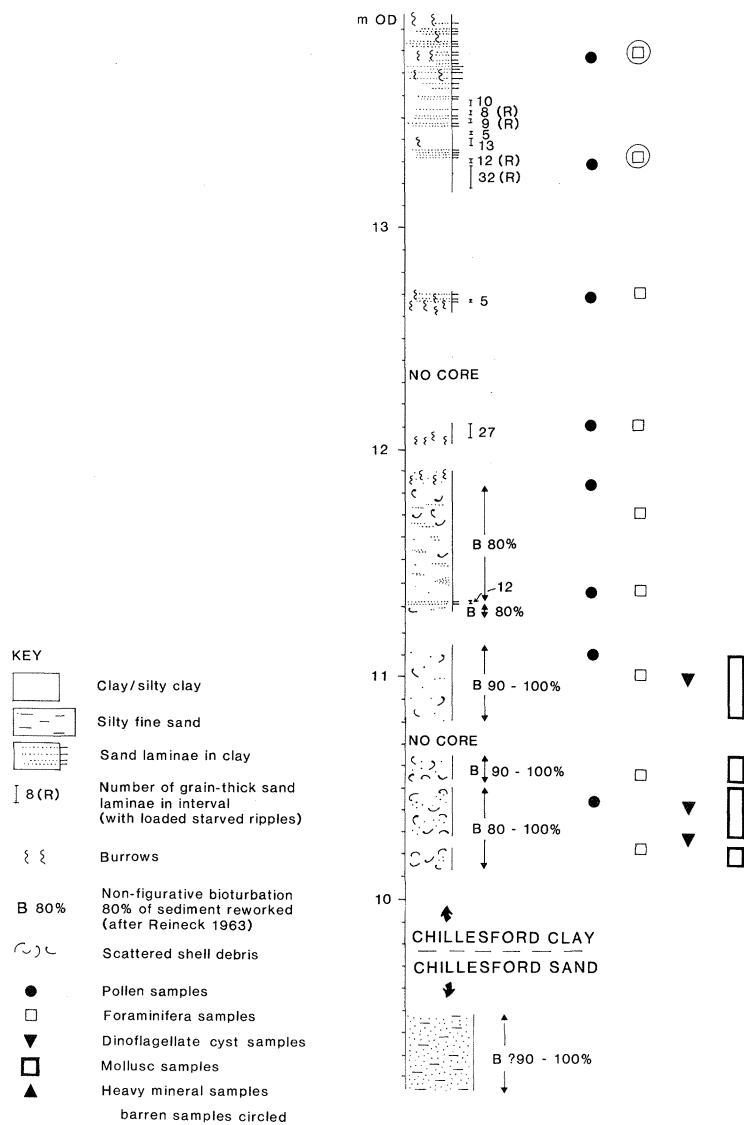 m OD
10
8 (R)
9 (R)
5
13
12 (R)
32 (R)
13
5
NO CORE
27
12
B 80%
12
B 80%
11
B 90 - 100%
NO CORE
B 90 - 100%
B 80 - 100%
10
CHILLESFORD CLAY
CHILLESFORD SAND
B ?90 - 100%
KEY
Clay/silty clay
Silty fine sand
Sand laminae in clay
8(R)
Number of grain-thick sand
laminae in interval
(with loaded starved ripples)
Burrows
B 80%
Non-figurative bioturbation
80% of sediment reworked
(after Reineck 1963)
Scattered shell debris
Pollen samples
Foraminifera samples
Dinoflagellate cyst samples
Mollusc samples
Heavy mineral samples
barren samples circled